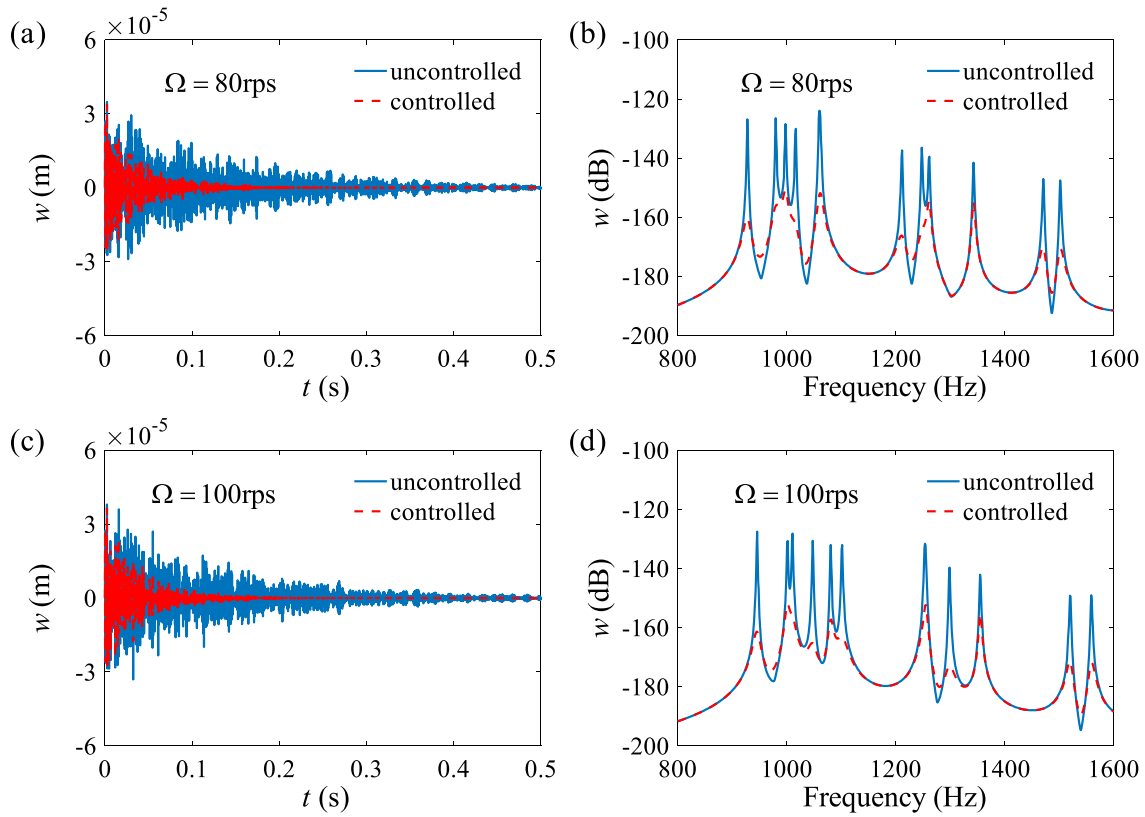 (a)
×10⁻⁵
6
3
0
-3
-6
w (m)
Ω = 80rps
uncontrolled
controlled
0 0.1 0.2 0.3 0.4 0.5
t (s)
(b)
-100
-120
-140
-160
-180
-200
w (dB)
Ω = 80rps
uncontrolled
controlled
800 1000 1200 1400 1600
Frequency (Hz)
(c)
×10⁻⁵
6
3
0
-3
-6
w (m)
Ω = 100rps
uncontrolled
controlled
0 0.1 0.2 0.3 0.4 0.5
t (s)
(d)
-100
-120
-140
-160
-180
-200
w (dB)
Ω = 100rps
uncontrolled
controlled
800 1000 1200 1400 1600
Frequency (Hz)